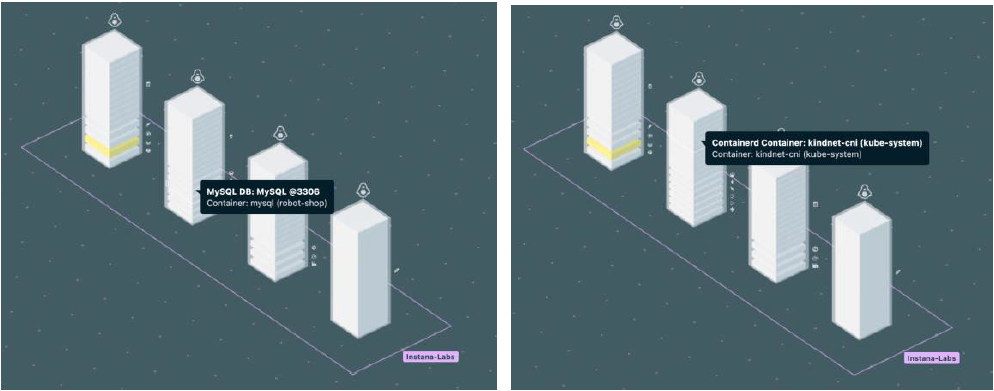 MySQL DB: MySQL @3306
Container: mysql (robot-shop)
Instana-Labs
Containerd Container: kindnet-cni (kube-system)
Container: kindnet-cni (kube-system)
Instana-Labs